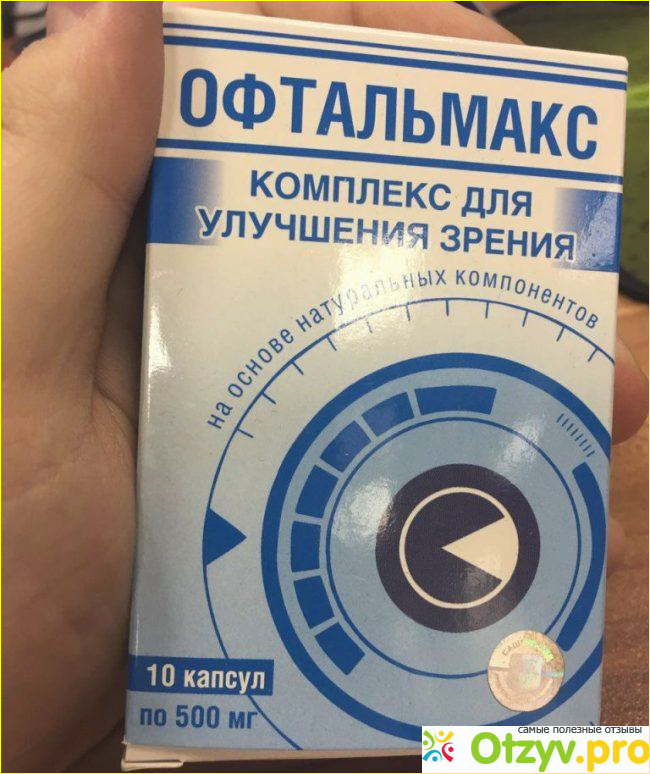 ОФТАЛЬМАКС
КОМПЛЕКС ДЛЯ
УЛУЧШЕНИЯ ЗРЕНИЯ
на основе натуральных компонентов
10 капсул
по 500 мг
самые полезные отзывы
Otzyv.pro